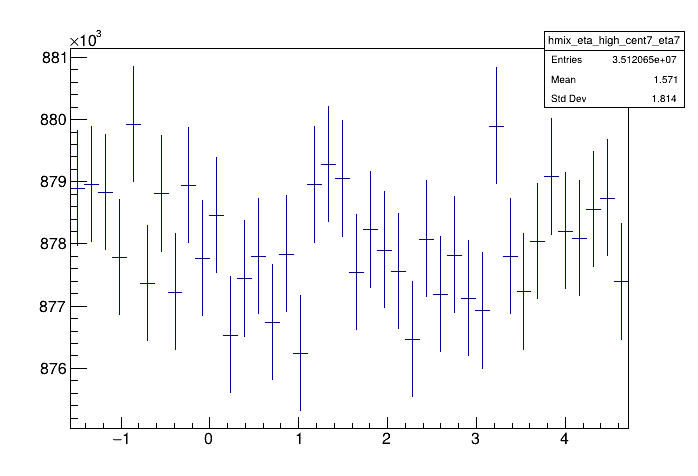 ×10³
hmix_eta_high_cent7_eta7
Entries 3.512065e+07
Mean 1.571
Std Dev 1.814
881
880
879
878
877
876
−1 0 1 2 3 4